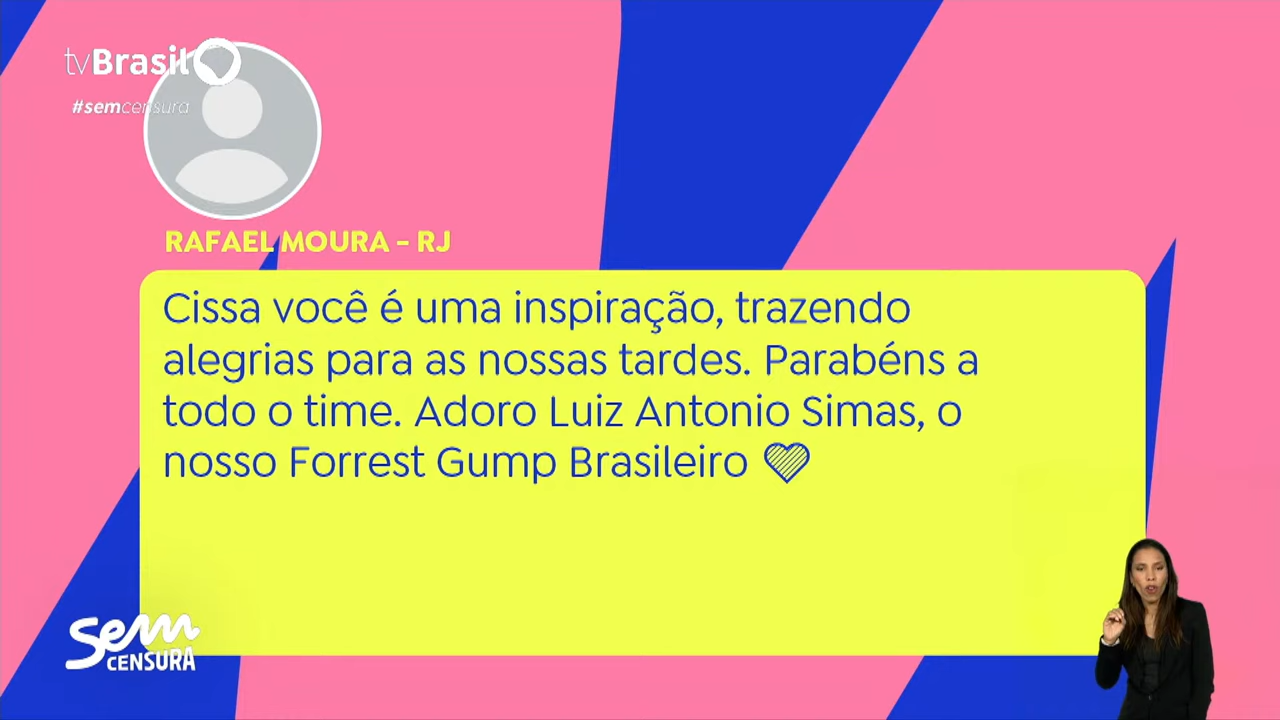 tvBrasil
#semcensura
RAFAEL MOURA - RJ
Cissa você é uma inspiração, trazendo
alegrias para as nossas tardes. Parabéns a
todo o time. Adoro Luiz Antonio Simas, o
nosso Forrest Gump Brasileiro
Sem
CENSURA